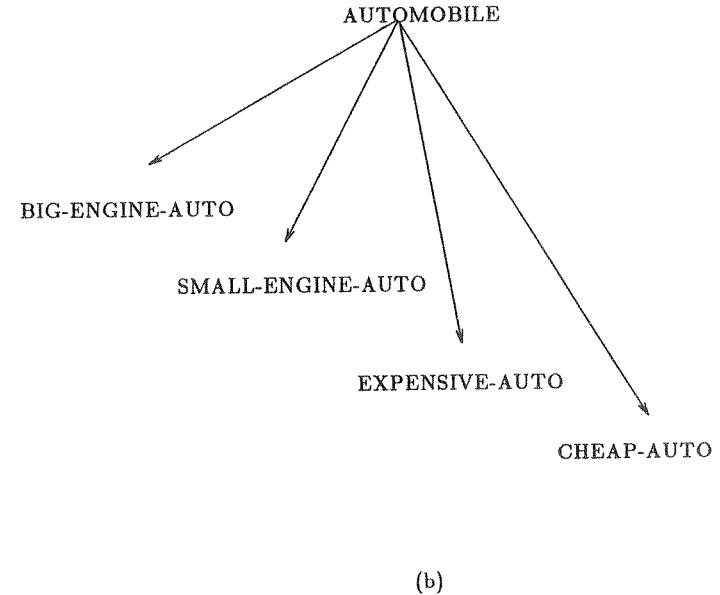 AUTOMOBILE
BIG-ENGINE-AUTO
SMALL-ENGINE-AUTO
EXPENSIVE-AUTO
CHEAP-AUTO
(b)